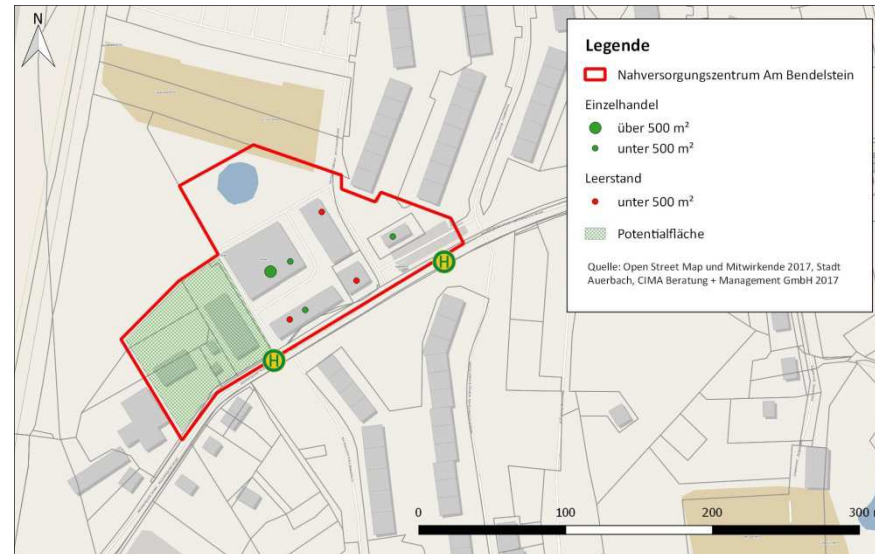 N
Legende
Nahversorgungszentrum Am Bendelstein
Einzelhandel
über 500 m²
unter 500 m²
Leerstand
unter 500 m²
Potentialfläche
Quelle: Open Street Map und Mitwirkende 2017, Stadt
Auerbach, CIMA Beratung + Management GmbH 2017
H
H
0 100 200 300 m